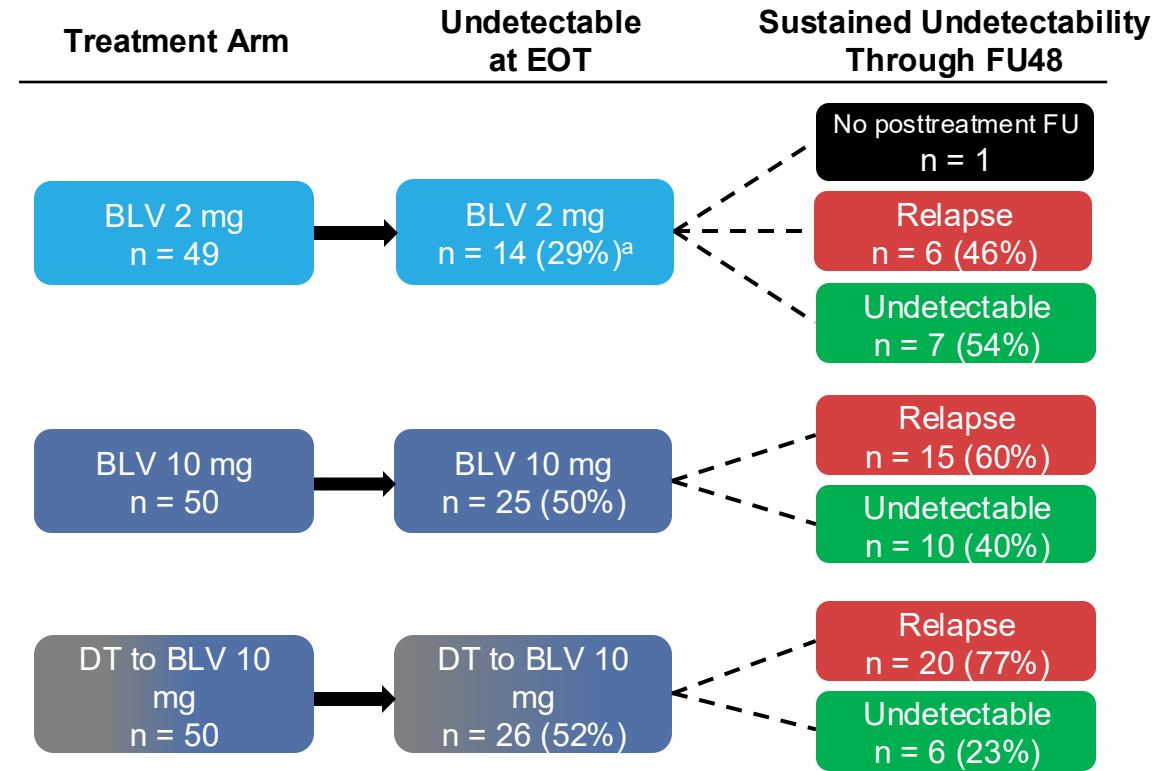 Treatment Arm
Undetectable
at EOT
Sustained Undetectability
Through FU48
BLV 2 mg
n = 49
BLV 2 mg
n = 14 (29%)ᵃ
No posttreatment FU
n = 1
Relapse
n = 6 (46%)
Undetectable
n = 7 (54%)
BLV 10 mg
n = 50
BLV 10 mg
n = 25 (50%)
Relapse
n = 15 (60%)
Undetectable
n = 10 (40%)
DT to BLV 10
mg
n = 50
DT to BLV 10
mg
n = 26 (52%)
Relapse
n = 20 (77%)
Undetectable
n = 6 (23%)